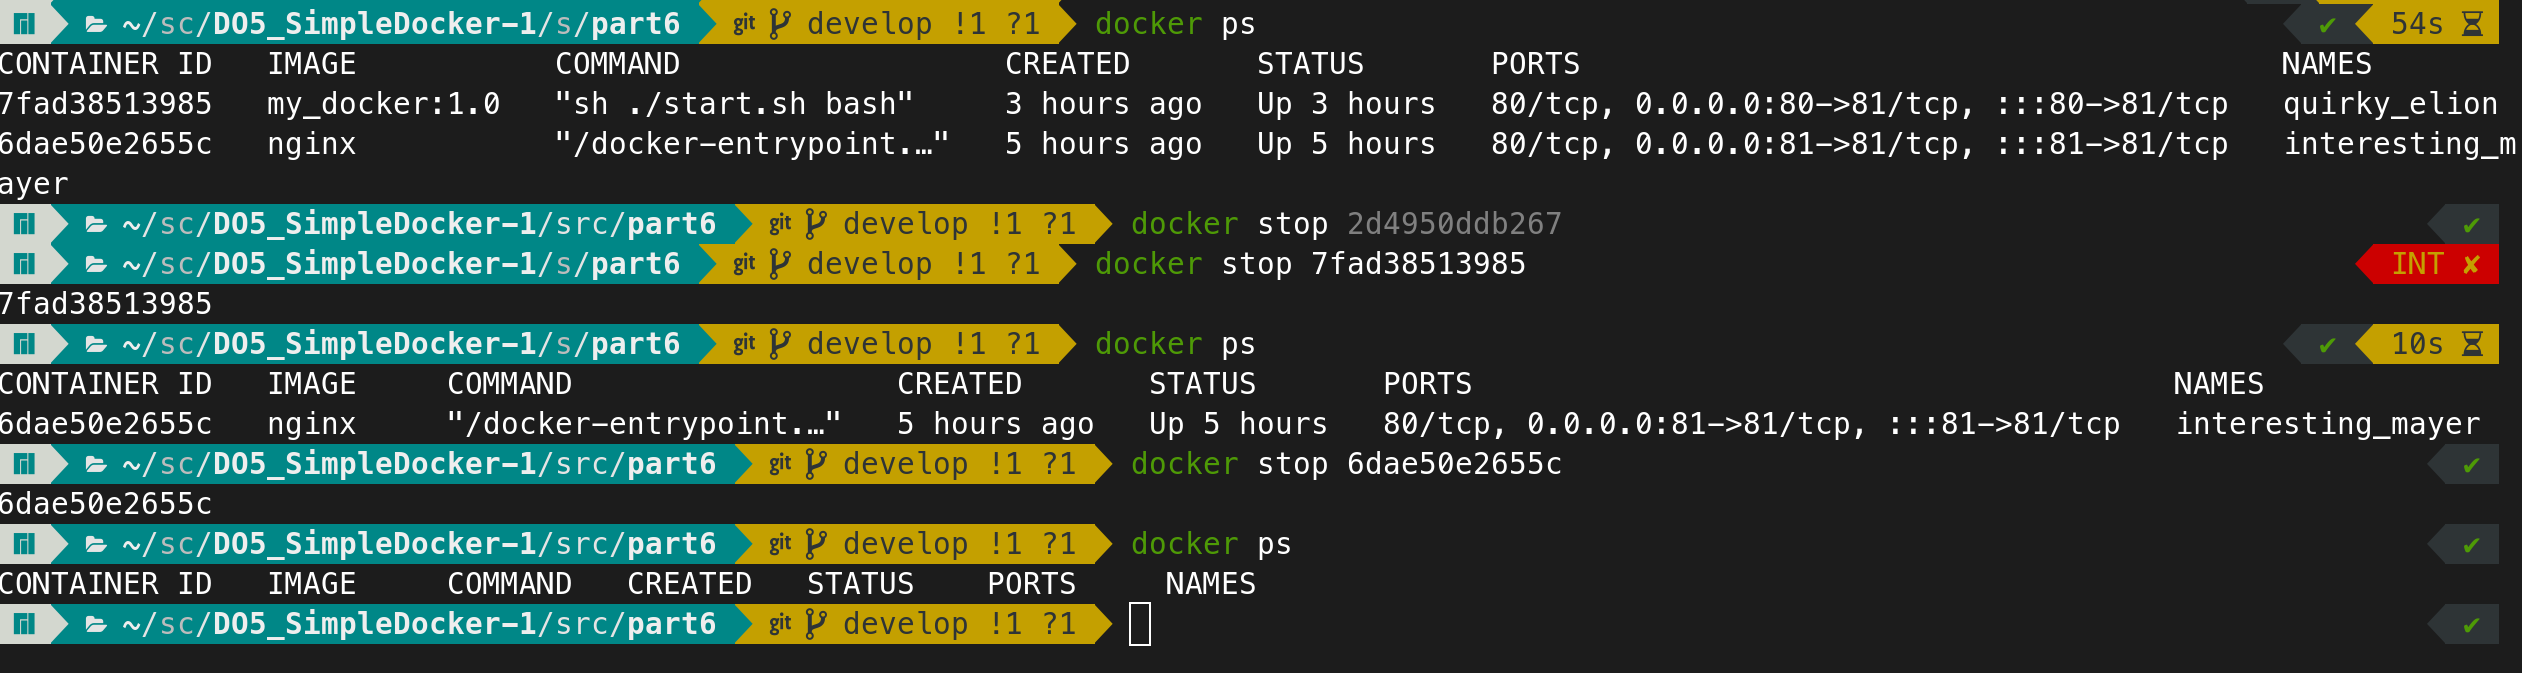 ~/sc/DO5_SimpleDocker-1/s/part6 git develop !1 ?1 docker ps ✔ 54s
CONTAINER ID IMAGE COMMAND CREATED STATUS PORTS NAMES
7fad38513985 my_docker:1.0 "sh ./start.sh bash" 3 hours ago Up 3 hours 80/tcp, 0.0.0.0:80->81/tcp, :::80->81/tcp quirky_elion
6dae50e2655c nginx "/docker-entrypoint.…" 5 hours ago Up 5 hours 80/tcp, 0.0.0.0:81->81/tcp, :::81->81/tcp interesting_m
ayer
~/sc/DO5_SimpleDocker-1/src/part6 git develop !1 ?1 docker stop 2d4950ddb267 ✔
~/sc/DO5_SimpleDocker-1/s/part6 git develop !1 ?1 docker stop 7fad38513985 INT ✘
7fad38513985
~/sc/DO5_SimpleDocker-1/s/part6 git develop !1 ?1 docker ps ✔ 10s
CONTAINER ID IMAGE COMMAND CREATED STATUS PORTS NAMES
6dae50e2655c nginx "/docker-entrypoint.…" 5 hours ago Up 5 hours 80/tcp, 0.0.0.0:81->81/tcp, :::81->81/tcp interesting_mayer
~/sc/DO5_SimpleDocker-1/src/part6 git develop !1 ?1 docker stop 6dae50e2655c ✔
6dae50e2655c
~/sc/DO5_SimpleDocker-1/src/part6 git develop !1 ?1 docker ps ✔
CONTAINER ID IMAGE COMMAND CREATED STATUS PORTS NAMES
~/sc/DO5_SimpleDocker-1/src/part6 git develop !1 ?1 ✔